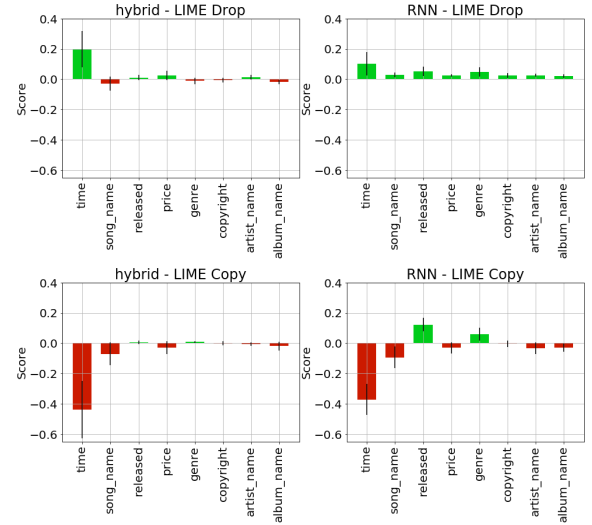 hybrid - LIME Drop
Score
0.4
0.2
0.0
−0.2
−0.4
−0.6
time
song_name
released
price
genre
copyright
artist_name
album_name
RNN - LIME Drop
Score
0.4
0.2
0.0
−0.2
−0.4
−0.6
time
song_name
released
price
genre
copyright
artist_name
album_name
hybrid - LIME Copy
Score
0.4
0.2
0.0
−0.2
−0.4
−0.6
time
song_name
released
price
genre
copyright
artist_name
album_name
RNN - LIME Copy
Score
0.4
0.2
0.0
−0.2
−0.4
−0.6
time
song_name
released
price
genre
copyright
artist_name
album_name